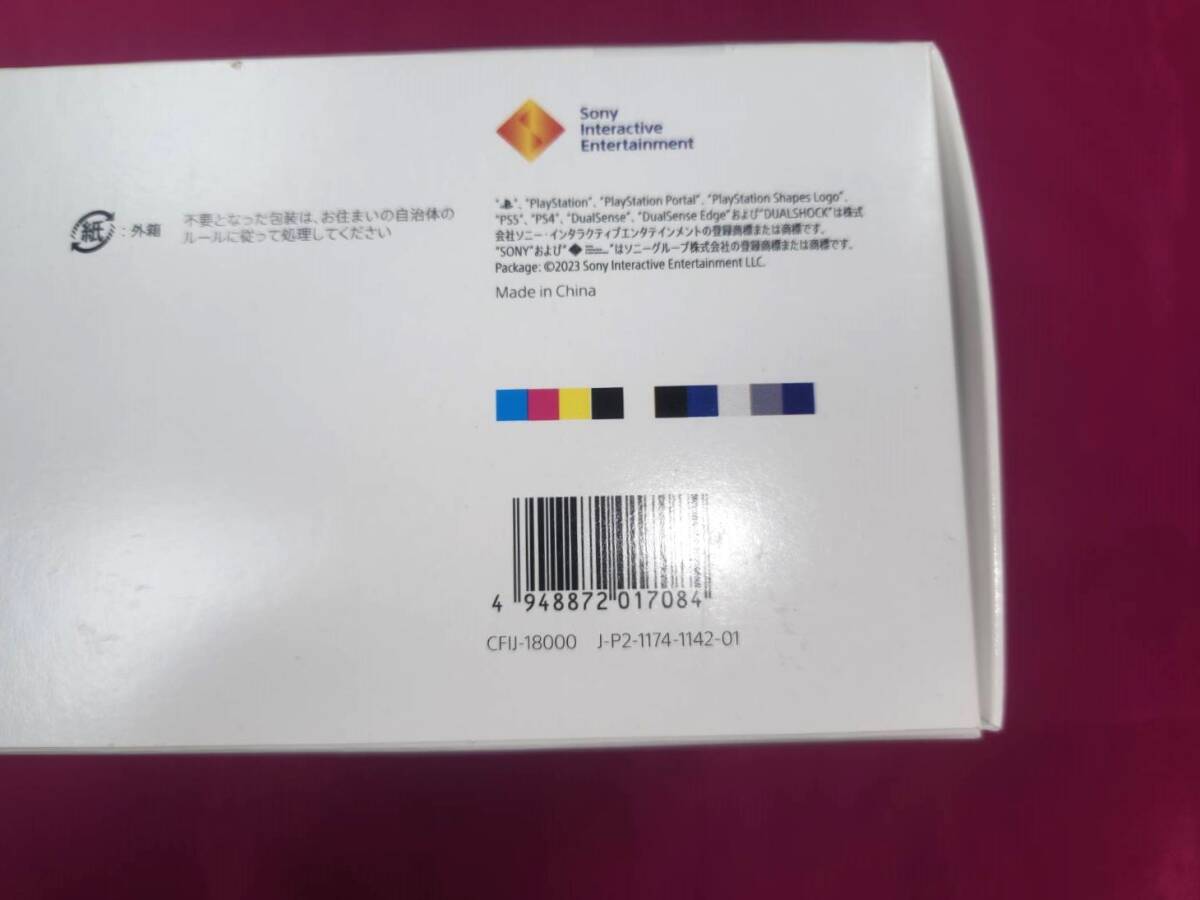 Sony
Interactive
Entertainment
紙 : 外箱
不要となった包装は、お住まいの自治体の
ルールに従って処理してください
" ", "PlayStation", "PlayStation Portal", "PlayStation Shapes Logo",
"PS5", "PS4", "DualSense", "DualSense Edge"および"DUALSHOCK"は株式
会社ソニー・インタラクティブエンタテインメントの登録商標または商標です。
"SONY"および" "はソニーグループ株式会社の登録商標または商標です。
Package: ©2023 Sony Interactive Entertainment LLC.
Made in China
4 948872 017084
CFIJ-18000 J-P2-1174-1142-01